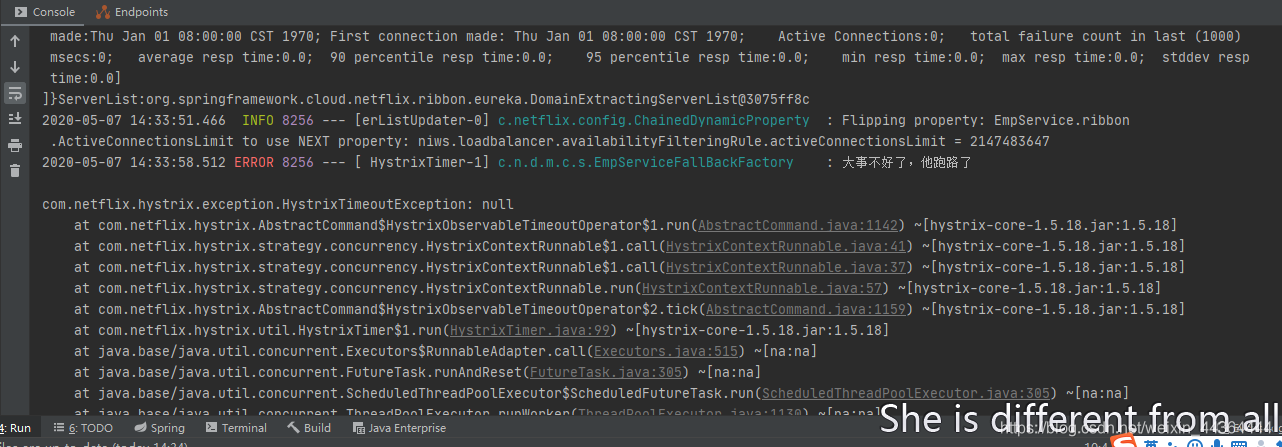 Console Endpoints
made:Thu Jan 01 08:00:00 CST 1970; First connection made: Thu Jan 01 08:00:00 CST 1970; Active Connections:0; total failure count in last (1000)
msecs:0; average resp time:0.0; 90 percentile resp time:0.0; 95 percentile resp time:0.0; min resp time:0.0; max resp time:0.0; stddev resp
time:0.0]
]}ServerList:org.springframework.cloud.netflix.ribbon.eureka.DomainExtractingServerList@3075ff8c
2020-05-07 14:33:51.466 INFO 8256 --- [erListUpdater-0] c.netflix.config.ChainedDynamicProperty : Flipping property: EmpService.ribbon
.ActiveConnectionsLimit to use NEXT property: niws.loadbalancer.availabilityFilteringRule.activeConnectionsLimit = 2147483647
2020-05-07 14:33:58.512 ERROR 8256 --- [ HystrixTimer-1] c.n.d.m.c.s.EmpServiceFallBackFactory : 大事不好了，他跑路了
com.netflix.hystrix.exception.HystrixTimeoutException: null
at com.netflix.hystrix.AbstractCommand$HystrixObservableTimeoutOperator$1.run(AbstractCommand.java:1142) ~[hystrix-core-1.5.18.jar:1.5.18]
at com.netflix.hystrix.strategy.concurrency.HystrixContextRunnable$1.call(HystrixContextRunnable.java:41) ~[hystrix-core-1.5.18.jar:1.5.18]
at com.netflix.hystrix.strategy.concurrency.HystrixContextRunnable$1.call(HystrixContextRunnable.java:37) ~[hystrix-core-1.5.18.jar:1.5.18]
at com.netflix.hystrix.strategy.concurrency.HystrixContextRunnable.run(HystrixContextRunnable.java:57) ~[hystrix-core-1.5.18.jar:1.5.18]
at com.netflix.hystrix.AbstractCommand$HystrixObservableTimeoutOperator$2.tick(AbstractCommand.java:1159) ~[hystrix-core-1.5.18.jar:1.5.18]
at com.netflix.hystrix.util.HystrixTimer$1.run(HystrixTimer.java:99) ~[hystrix-core-1.5.18.jar:1.5.18]
at java.base/java.util.concurrent.Executors$RunnableAdapter.call(Executors.java:515) ~[na:na]
at java.base/java.util.concurrent.FutureTask.runAndReset(FutureTask.java:305) ~[na:na]
at java.base/java.util.concurrent.ScheduledThreadPoolExecutor$ScheduledFutureTask.run(ScheduledThreadPoolExecutor.java:305) ~[na:na]
at java.base/java.util.concurrent.ThreadPoolExecutor.runWorker(ThreadPoolExecutor.java:1130) ~[na:na]
She is different from all
4: Run 6: TODO Spring Terminal Build Java Enterprise